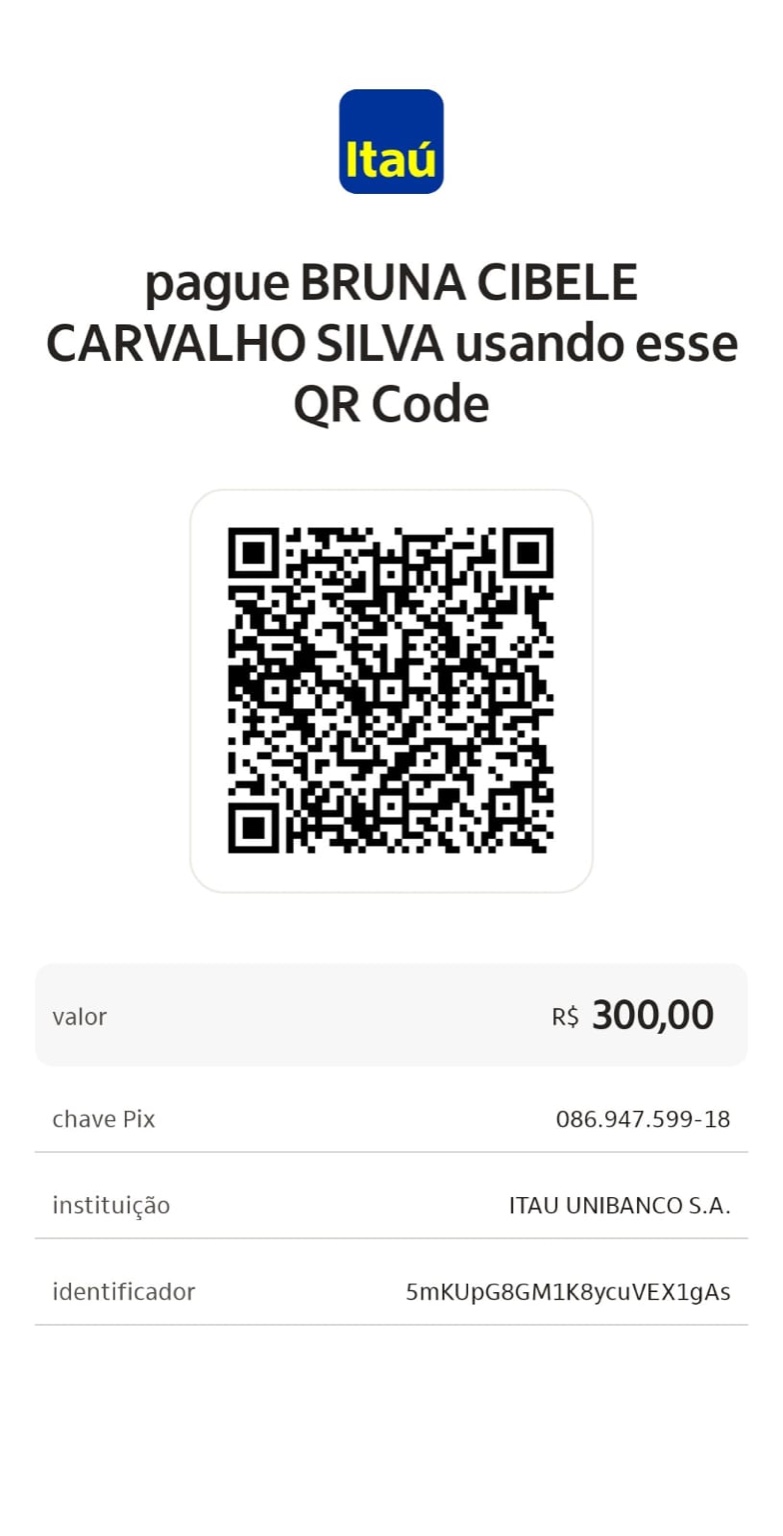 Itaú
pague BRUNA CIBELE
CARVALHO SILVA usando esse
QR Code
valor R$ 300,00
chave Pix 086.947.599-18
instituição ITAU UNIBANCO S.A.
identificador 5mKUpG8GM1K8ycuVEX1gAs